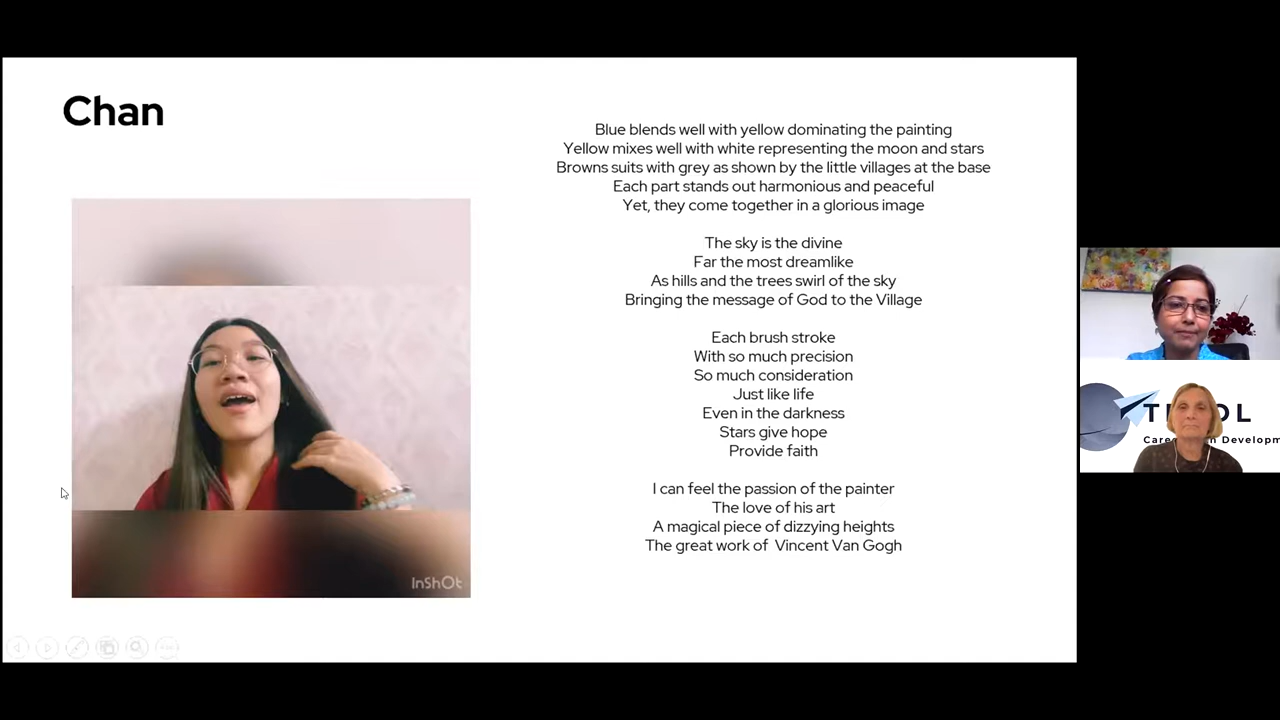 Chan
Blue blends well with yellow dominating the painting
Yellow mixes well with white representing the moon and stars
Browns suits with grey as shown by the little villages at the base
Each part stands out harmonious and peaceful
Yet, they come together in a glorious image
The sky is the divine
Far the most dreamlike
As hills and the trees swirl of the sky
Bringing the message of God to the Village
Each brush stroke
With so much precision
So much consideration
Just like life
Even in the darkness
Stars give hope
Provide faith
I can feel the passion of the painter
The love of his art
A magical piece of dizzying heights
The great work of  Vincent Van Gogh
InShOt